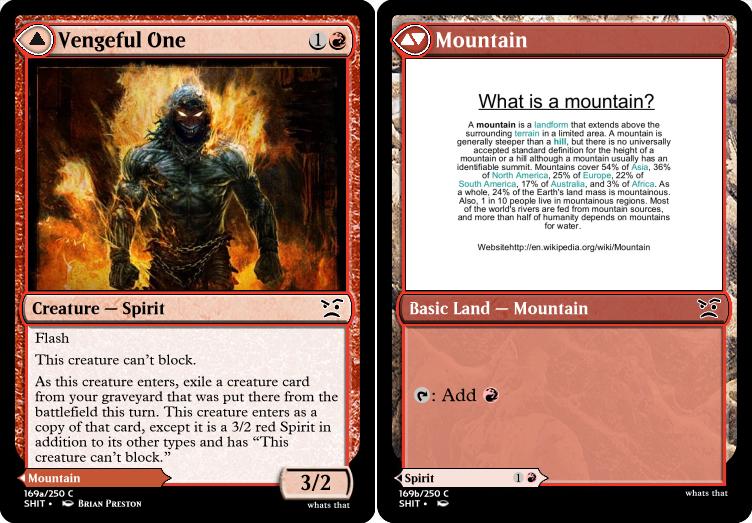 Vengeful One
1
Creature — Spirit
Flash
This creature can't block.
As this creature enters, exile a creature card
from your graveyard that was put there from the
battlefield this turn. This creature enters as a
copy of that card, except it is a 3/2 red Spirit in
addition to its other types and has “This
creature can't block.”
Mountain
3/2
169a/250 C
SHIT • BRIAN PRESTON
whats that
Mountain
What is a mountain?
A mountain is a landform that extends above the
surrounding terrain in a limited area. A mountain is
generally steeper than a hill, but there is no universally
accepted standard definition for the height of a
mountain or a hill although a mountain usually has an
identifiable summit. Mountains cover 54% of Asia, 36%
of North America, 25% of Europe, 22% of
South America, 17% of Australia, and 3% of Africa. As
a whole, 24% of the Earth's land mass is mountainous.
Also, 1 in 10 people live in mountainous regions. Most
of the world's rivers are fed from mountain sources,
and more than half of humanity depends on mountains
for water.
Websitehttp://en.wikipedia.org/wiki/Mountain
Basic Land — Mountain
: Add
Spirit
1
169b/250 C
SHIT •
whats that